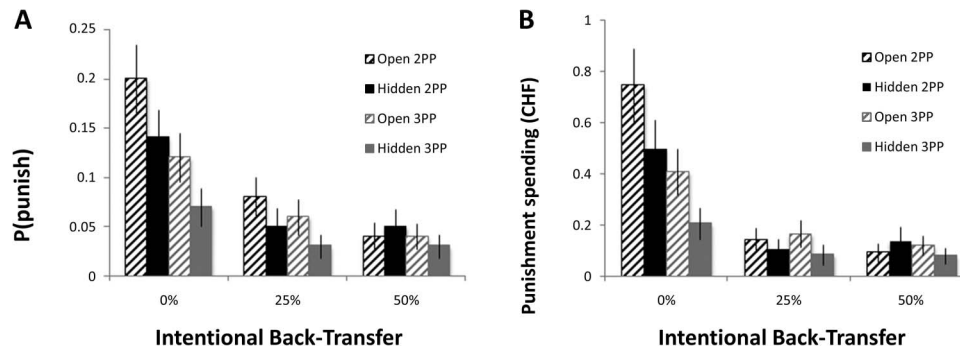 A
P(punish)
0.25
0.2
0.15
0.1
0.05
0
Open 2PP
Hidden 2PP
Open 3PP
Hidden 3PP
0%
25%
50%
Intentional Back-Transfer
B
Punishment spending (CHF)
1
0.8
0.6
0.4
0.2
0
Open 2PP
Hidden 2PP
Open 3PP
Hidden 3PP
0%
25%
50%
Intentional Back-Transfer